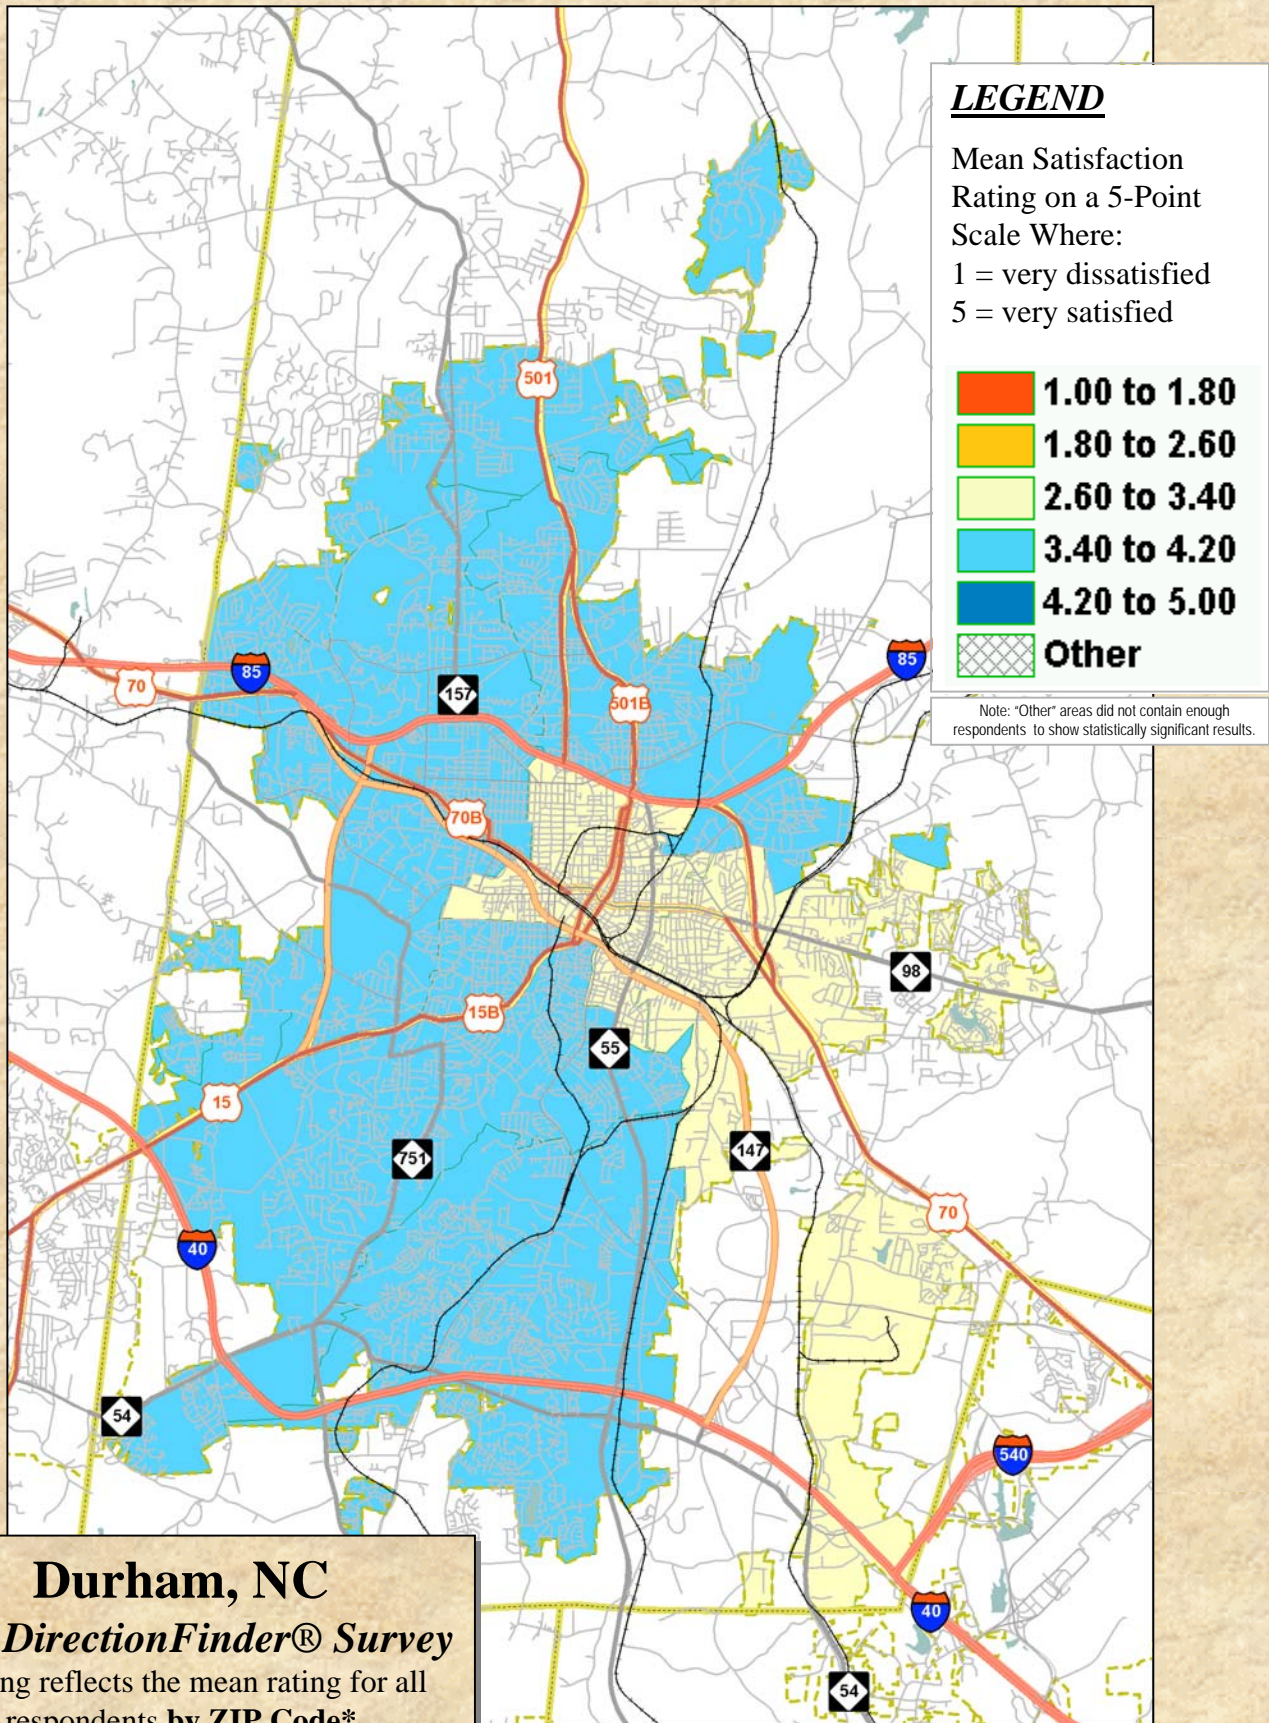 LEGEND
Mean Satisfaction
Rating on a 5-Point
Scale Where:
1 = very dissatisfied
5 = very satisfied
1.00 to 1.80
1.80 to 2.60
2.60 to 3.40
3.40 to 4.20
4.20 to 5.00
Other
Note: "Other" areas did not contain enough
respondents to show statistically significant results.
501
85
70
157
501B
85
70B
98
15B
55
15
751
147
70
40
54
540
40
54
Durham, NC
DirectionFinder® Survey
ng reflects the mean rating for all
respondents by ZIP Code*